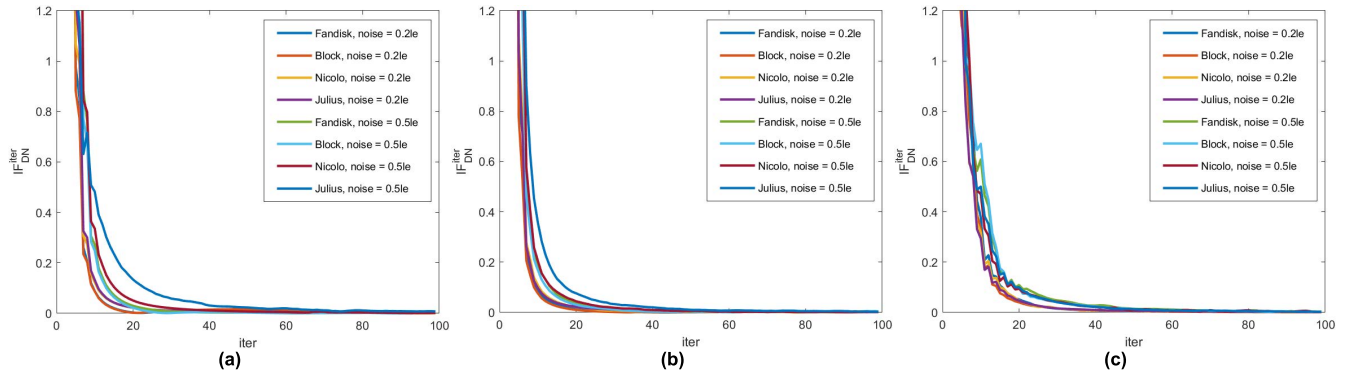 1.2
1
0.8
0.6
0.4
0.2
0
0 20 40 60 80 100
IF^{iter}_{DN}
iter
Fandisk, noise = 0.2le
Block, noise = 0.2le
Nicolo, noise = 0.2le
Julius, noise = 0.2le
Fandisk, noise = 0.5le
Block, noise = 0.5le
Nicolo, noise = 0.5le
Julius, noise = 0.5le
(a)
1.2
1
0.8
0.6
0.4
0.2
0
0 20 40 60 80 100
IF^{iter}_{DN}
iter
Fandisk, noise = 0.2le
Block, noise = 0.2le
Nicolo, noise = 0.2le
Julius, noise = 0.2le
Fandisk, noise = 0.5le
Block, noise = 0.5le
Nicolo, noise = 0.5le
Julius, noise = 0.5le
(b)
1.2
1
0.8
0.6
0.4
0.2
0
0 20 40 60 80 100
IF^{iter}_{DN}
iter
Fandisk, noise = 0.2le
Block, noise = 0.2le
Nicolo, noise = 0.2le
Julius, noise = 0.2le
Fandisk, noise = 0.5le
Block, noise = 0.5le
Nicolo, noise = 0.5le
Julius, noise = 0.5le
(c)